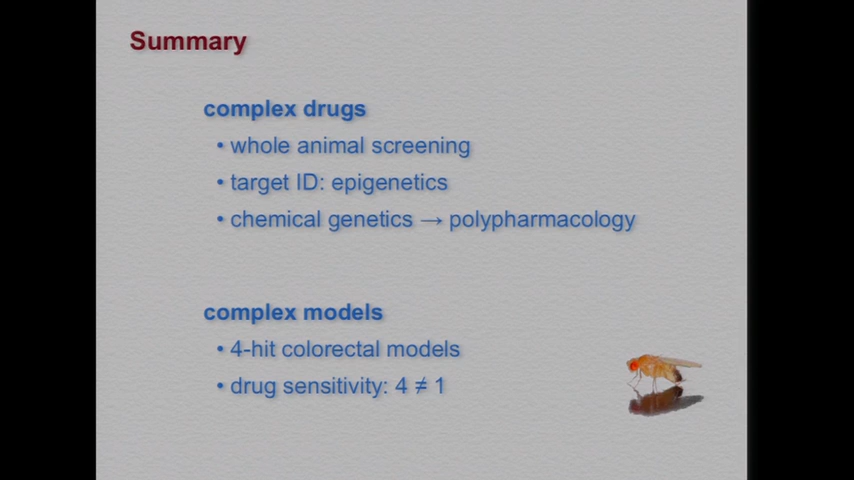 Summary
complex drugs
• whole animal screening
• target ID: epigenetics
• chemical genetics → polypharmacology
complex models
• 4-hit colorectal models
• drug sensitivity: 4 ≠ 1